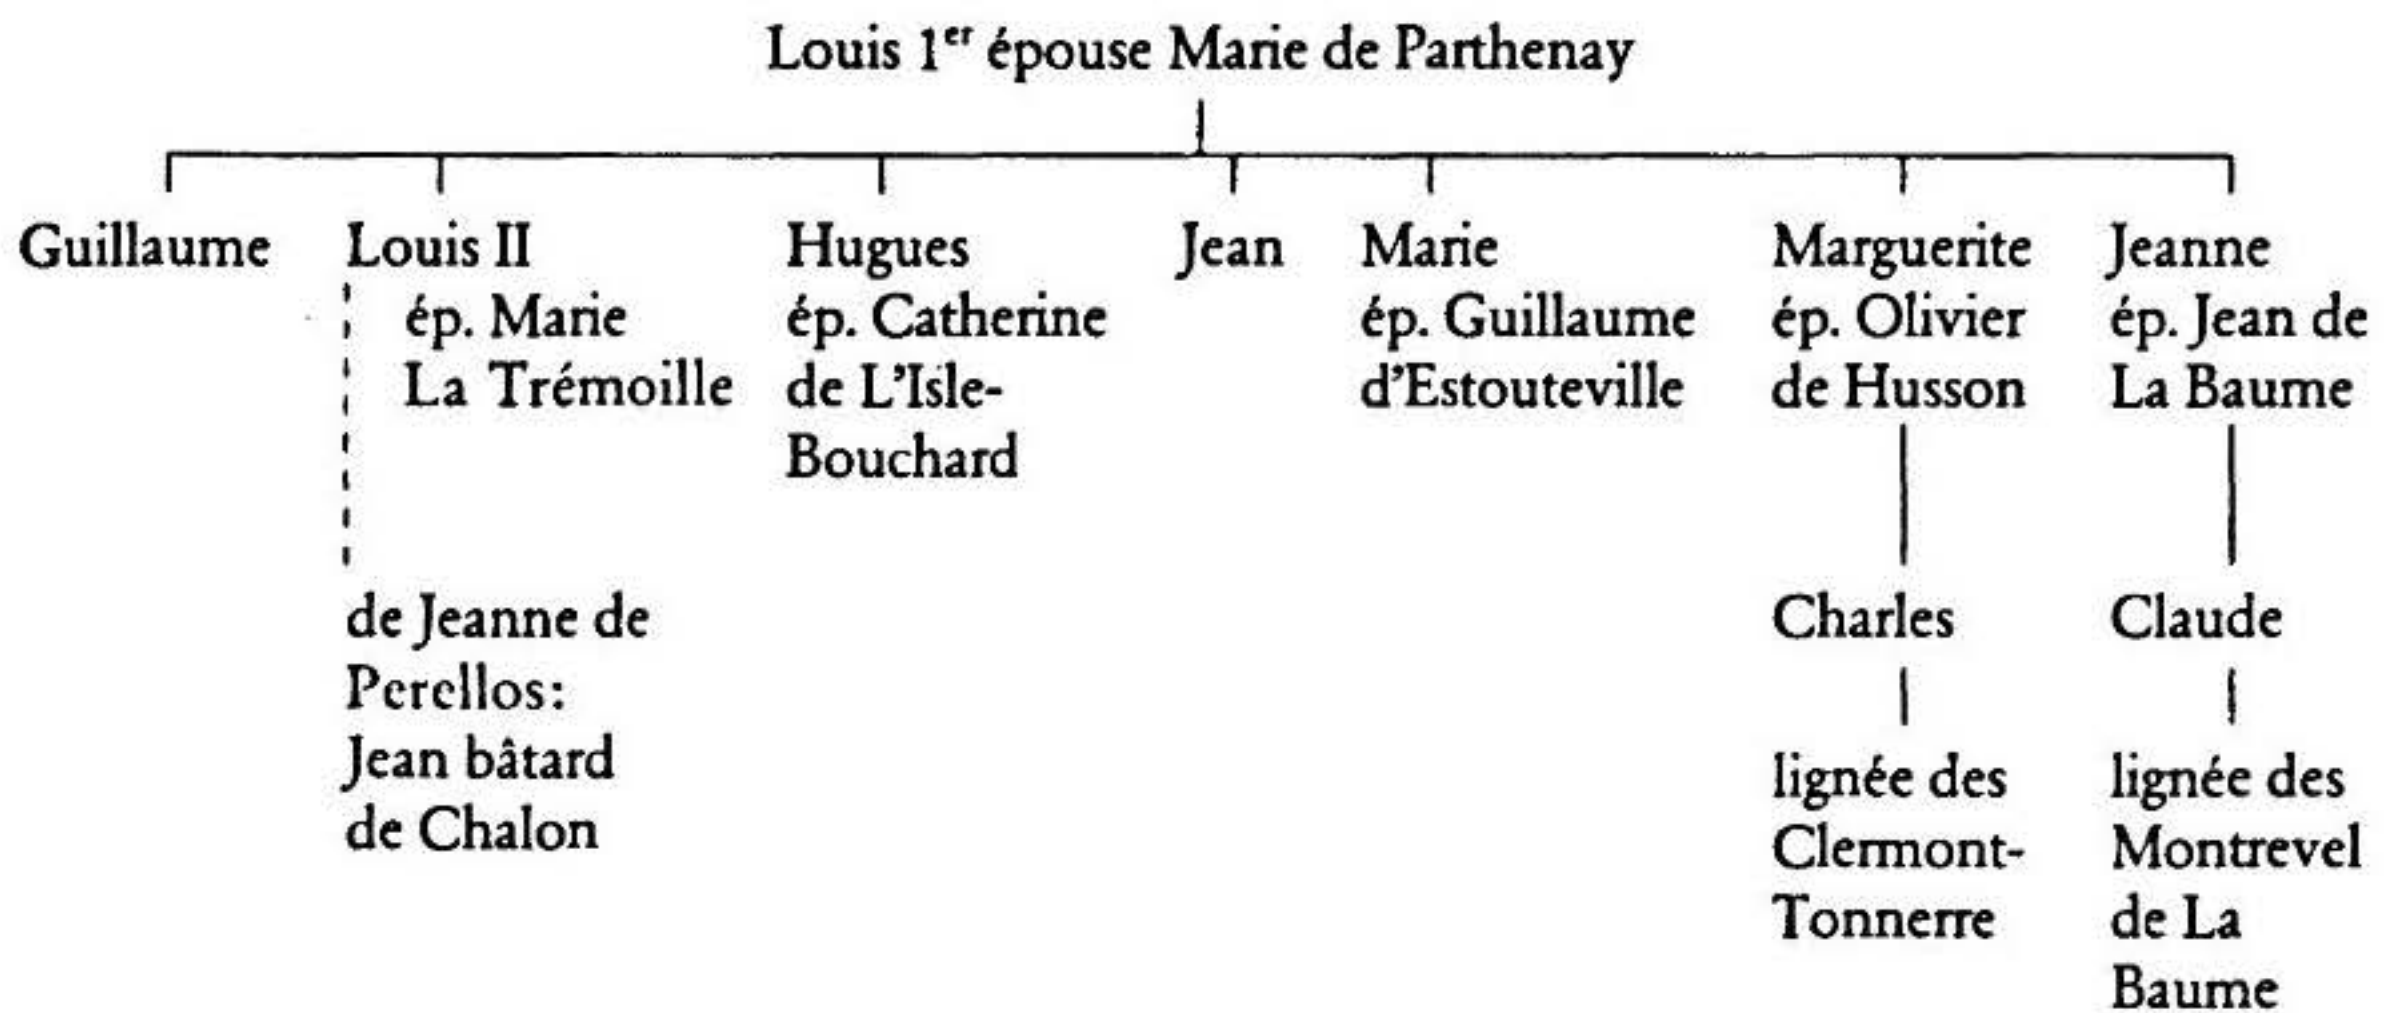 Louis 1er épouse Marie de Parthenay
Guillaume
Louis II
ép. Marie
La Trémoille
de Jeanne de
Perellos:
Jean bâtard
de Chalon
Hugues
ép. Catherine
de L'Isle-
Bouchard
Jean
Marie
ép. Guillaume
d'Estouteville
Marguerite
ép. Olivier
de Husson
Charles
lignée des
Clermont-
Tonnerre
Jeanne
ép. Jean de
La Baume
Claude
lignée des
Montrevel
de La
Baume